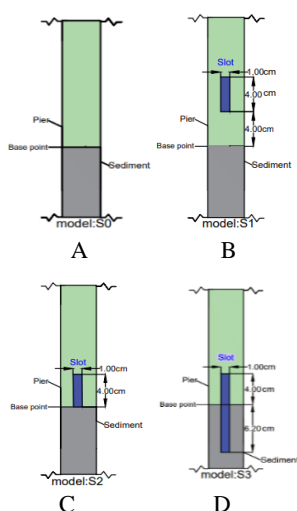 Pier
Base point
Sediment
model:S0
A
Slot
1.00cm
4.00 cm
Pier
4.00cm
Base point
Sediment
model:S1
B
Slot
1.00cm
Pier
4.00cm
Base point
Sediment
model:S2
C
Slot
1.00cm
Pier
4.00cm
Base point
6.20cm
Sediment
model:S3
D